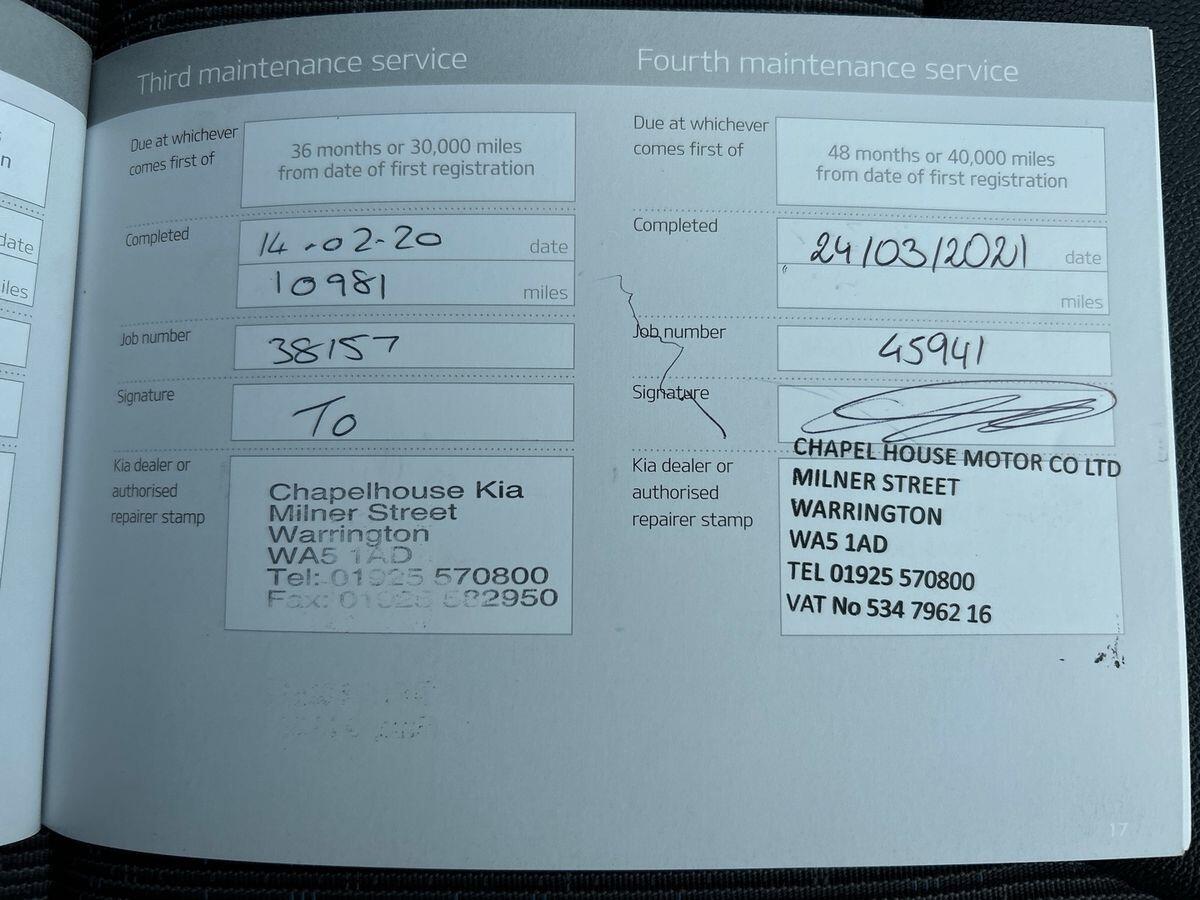 n
date
iles
Third maintenance service
Due at whichever
comes first of
36 months or 30,000 miles
from date of first registration
Completed
14-02-20 date
10981 miles
Job number
38157
Signature
To
Kia dealer or
authorised
repairer stamp
Chapelhouse Kia
Milner Street
Warrington
WA5 1AD
Tel: 01925 570800
Fax: 01925 582950
Fourth maintenance service
Due at whichever
comes first of
48 months or 40,000 miles
from date of first registration
Completed
24/03/2021 date
miles
Job number
45941
Signature
Kia dealer or
authorised
repairer stamp
CHAPEL HOUSE MOTOR CO LTD
MILNER STREET
WARRINGTON
WA5 1AD
TEL 01925 570800
VAT No 534 7962 16
17